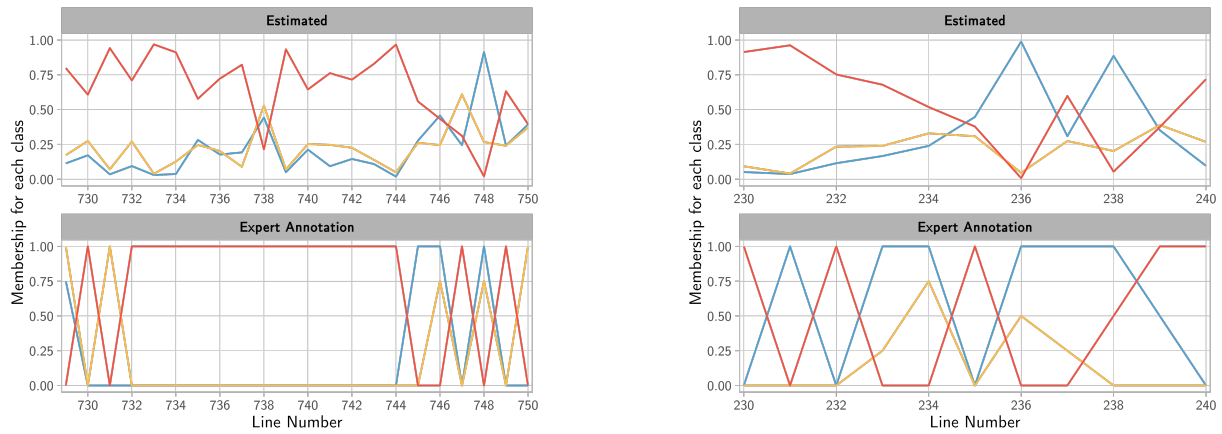 Estimated
1.00
0.75
0.50
0.25
0.00
730 732 734 736 738 740 742 744 746 748 750
Expert Annotation
1.00
0.75
0.50
0.25
0.00
730 732 734 736 738 740 742 744 746 748 750
Line Number
Membership for each class
Estimated
1.00
0.75
0.50
0.25
0.00
230 232 234 236 238 240
Expert Annotation
1.00
0.75
0.50
0.25
0.00
230 232 234 236 238 240
Line Number
Membership for each class